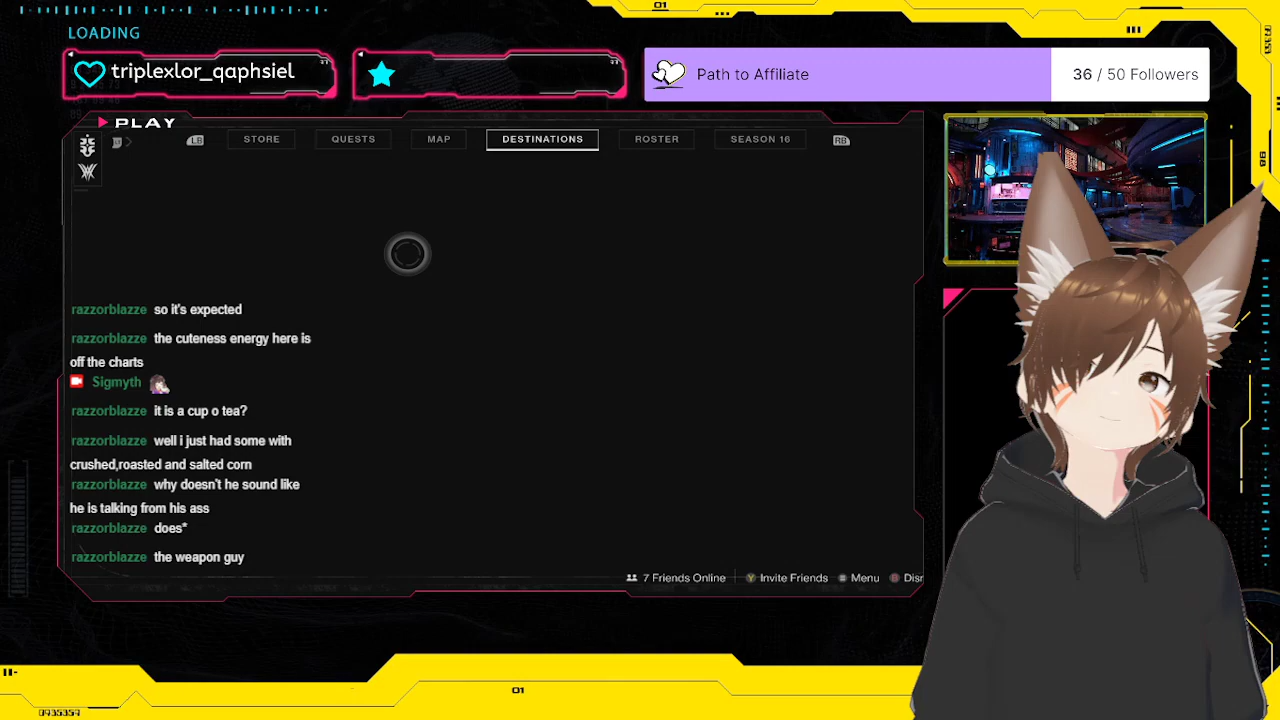 01
LOADING
triplexlor_qaphsiel
Path to Affiliate
36 / 50 Followers
PLAY
LB
STORE
QUESTS
MAP
DESTINATIONS
ROSTER
SEASON 16
RB
razzorblazze so it's expected
razzorblazze the cuteness energy here is
off the charts
Sigmyth
razzorblazze it is a cup o tea?
razzorblazze well i just had some with
crushed,roasted and salted corn
razzorblazze why doesn't he sound like
he is talking from his ass
razzorblazze does*
razzorblazze the weapon guy
7 Friends Online
Y Invite Friends
Menu
B Disr
01